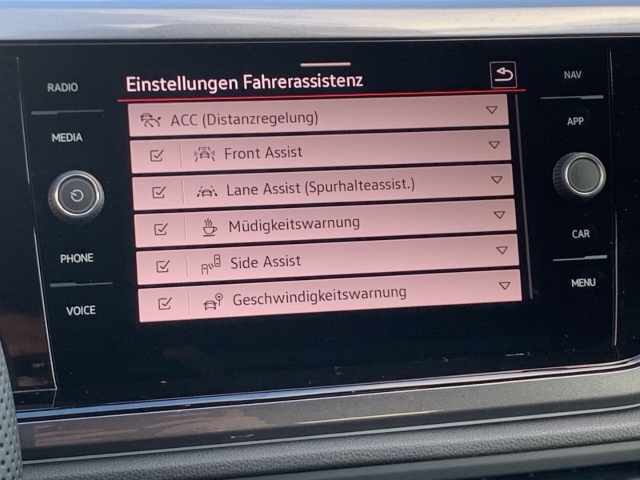 RADIO
MEDIA
PHONE
VOICE
Einstellungen Fahrerassistenz
ACC (Distanzregelung)
Front Assist
Lane Assist (Spurhalteassist.)
Müdigkeitswarnung
Side Assist
Geschwindigkeitswarnung
NAV
APP
CAR
MENU